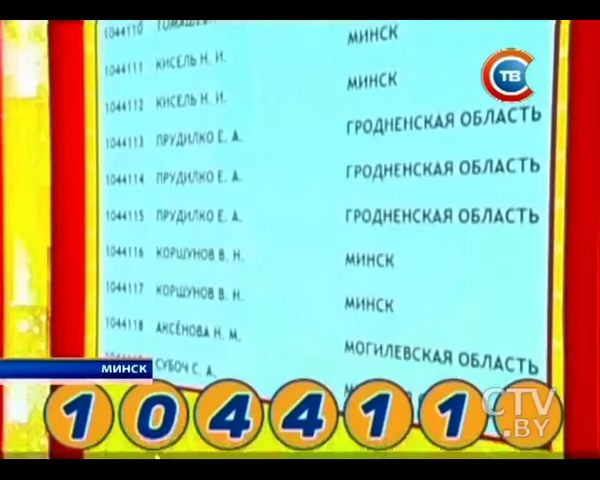 1044110
1044111 КИСЕЛЬ Н. И. МИНСК
1044112 КИСЕЛЬ Н. И. МИНСК
1044113 ПРУДИЛКО Е. А. ГРОДНЕНСКАЯ ОБЛАСТЬ
1044114 ПРУДИЛКО Е. А. ГРОДНЕНСКАЯ ОБЛАСТЬ
1044115 ПРУДИЛКО Е. А. ГРОДНЕНСКАЯ ОБЛАСТЬ
1044116 КОРШУНОВ В. Н. МИНСК
1044117 КОРШУНОВ В. Н. МИНСК
1044118 АКСЁНОВА Н. М. МОГИЛЕВСКАЯ ОБЛАСТЬ
СУБОЧ С. А.
СТВ
МИНСК
1 0 4 4 1 1
CTV
.BY